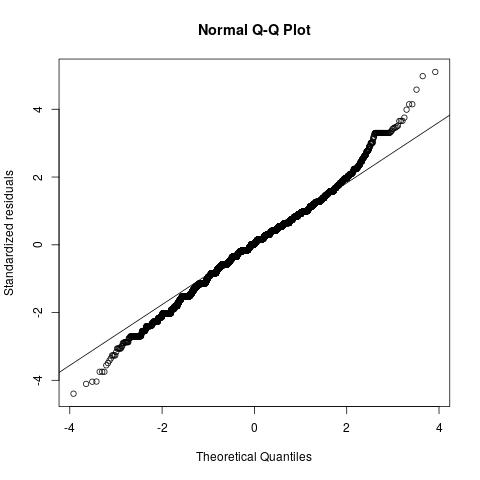 Normal Q-Q Plot
Standardized residuals
4
2
0
-2
-4
-4 -2 0 2 4
Theoretical Quantiles